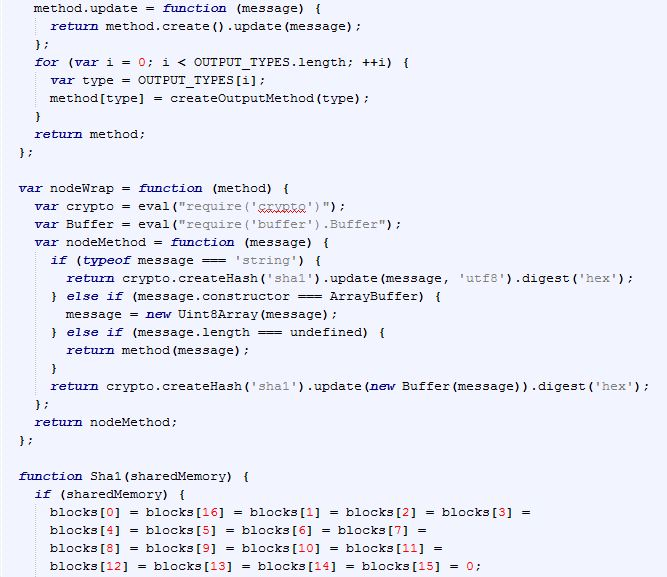 method.update = function (message) {
return method.create().update(message);
};
for (var i = 0; i < OUTPUT_TYPES.length; ++i) {
var type = OUTPUT_TYPES[i];
method[type] = createOutputMethod(type);
}
return method;
};
var nodeWrap = function (method) {
var crypto = eval("require('crypto')");
var Buffer = eval("require('buffer').Buffer");
var nodeMethod = function (message) {
if (typeof message === 'string') {
return crypto.createHash('sha1').update(message, 'utf8').digest('hex');
} else if (message.constructor === ArrayBuffer) {
message = new Uint8Array(message);
} else if (message.length === undefined) {
return method(message);
}
return crypto.createHash('sha1').update(new Buffer(message)).digest('hex');
};
return nodeMethod;
};
function Sha1(sharedMemory) {
if (sharedMemory) {
blocks[0] = blocks[16] = blocks[1] = blocks[2] = blocks[3] =
blocks[4] = blocks[5] = blocks[6] = blocks[7] =
blocks[8] = blocks[9] = blocks[10] = blocks[11] =
blocks[12] = blocks[13] = blocks[14] = blocks[15] = 0;